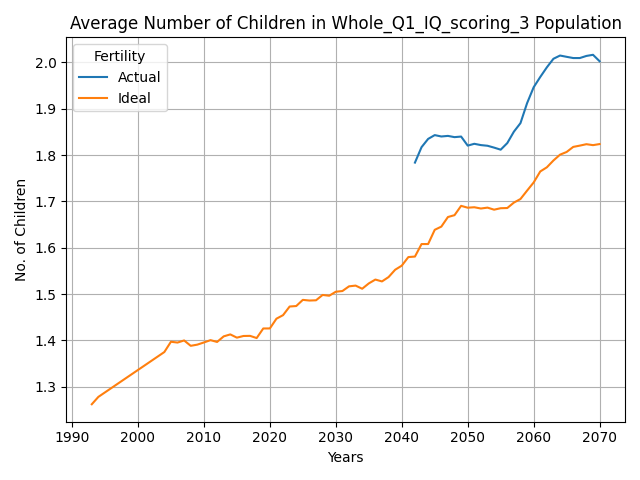 Average Number of Children in Whole_Q1_IQ_scoring_3 Population
Fertility
Actual
Ideal
No. of Children
2.0
1.9
1.8
1.7
1.6
1.5
1.4
1.3
1990 2000 2010 2020 2030 2040 2050 2060 2070
Years